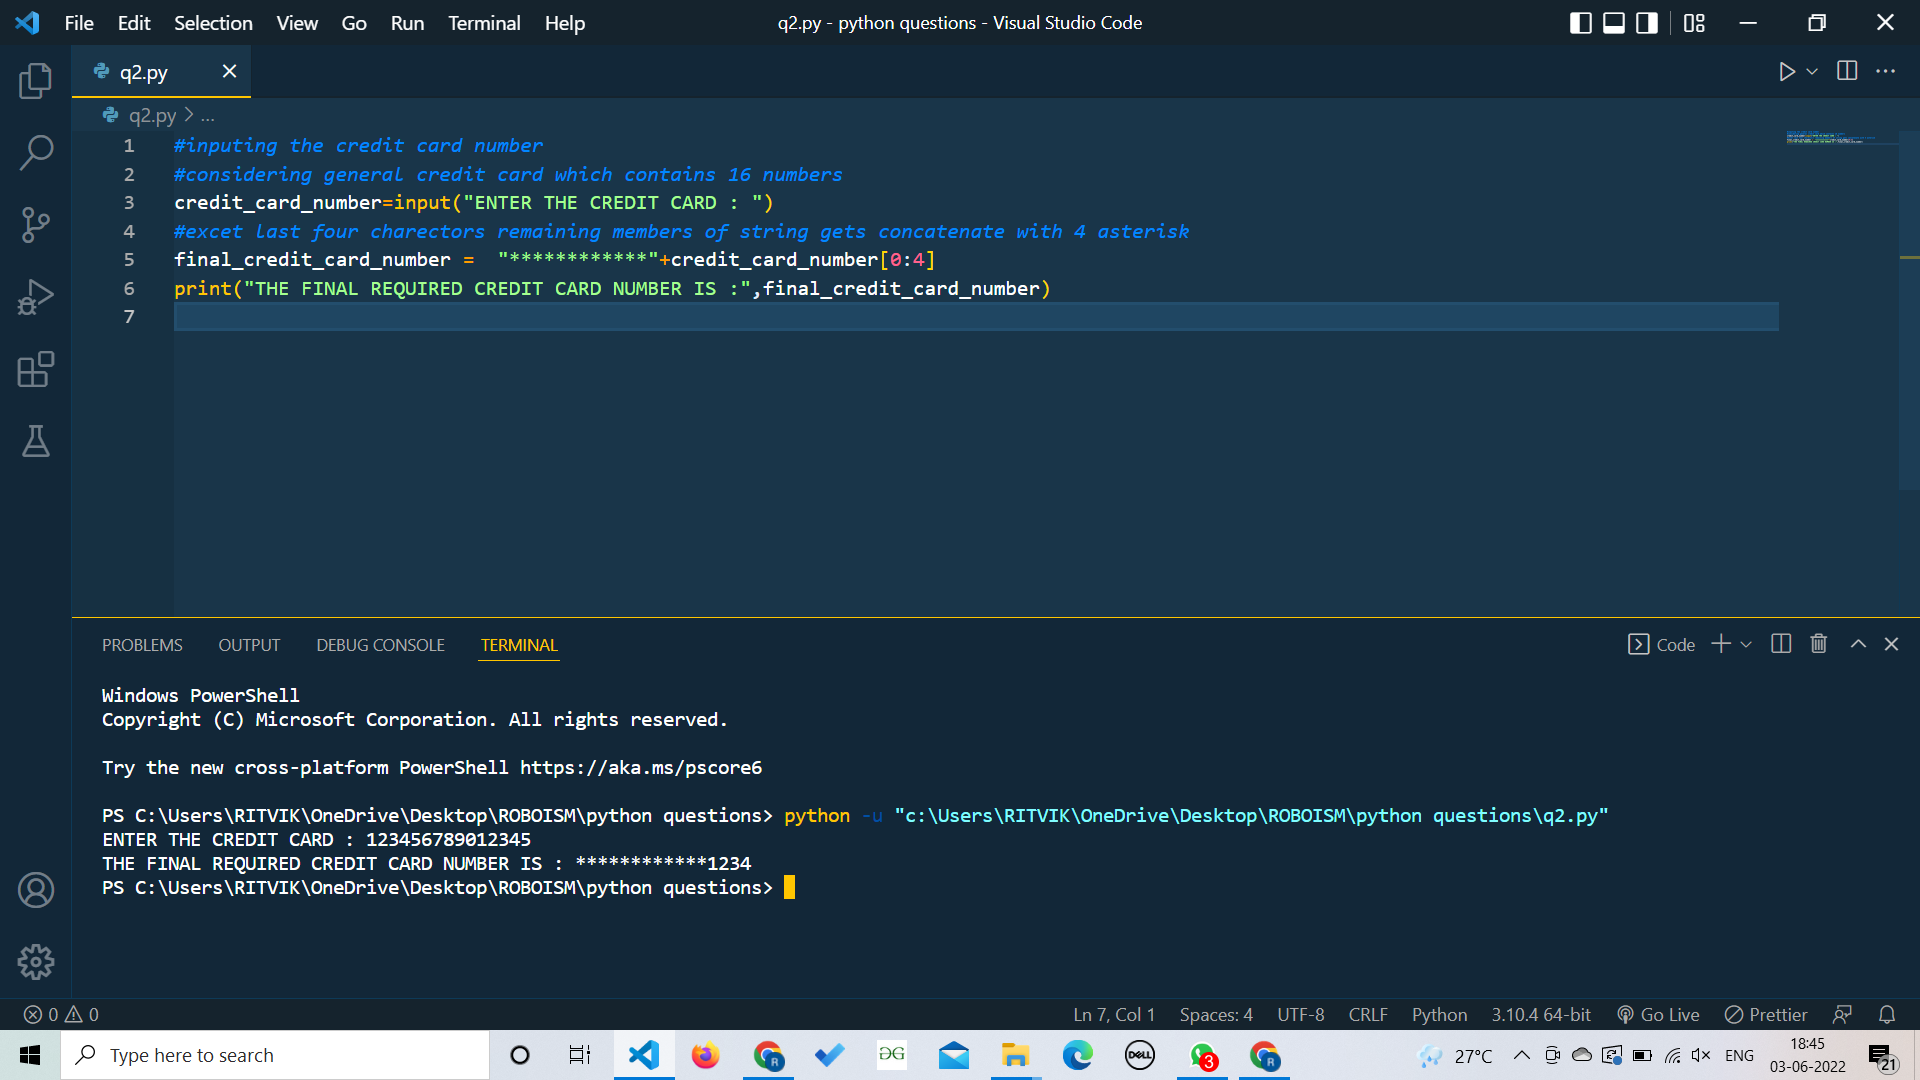 File Edit Selection View Go Run Terminal Help q2.py - python questions - Visual Studio Code
q2.py
q2.py > ...
1 #inputing the credit card number
2 #considering general credit card which contains 16 numbers
3 credit_card_number=input("ENTER THE CREDIT CARD : ")
4 #excet last four charectors remaining members of string gets concatenate with 4 asterisk
5 final_credit_card_number =  "************"+credit_card_number[0:4]
6 print("THE FINAL REQUIRED CREDIT CARD NUMBER IS :",final_credit_card_number)
7
PROBLEMS OUTPUT DEBUG CONSOLE TERMINAL Code
Windows PowerShell
Copyright (C) Microsoft Corporation. All rights reserved.
Try the new cross-platform PowerShell https://aka.ms/pscore6
PS C:\Users\RITVIK\OneDrive\Desktop\ROBOISM\python questions> python -u "c:\Users\RITVIK\OneDrive\Desktop\ROBOISM\python questions\q2.py"
ENTER THE CREDIT CARD : 123456789012345
THE FINAL REQUIRED CREDIT CARD NUMBER IS : ************1234
PS C:\Users\RITVIK\OneDrive\Desktop\ROBOISM\python questions>
0 0 Ln 7, Col 1 Spaces: 4 UTF-8 CRLF Python 3.10.4 64-bit Go Live Prettier
Type here to search R DELL 3 R 27°C ENG 18:45 21
03-06-2022